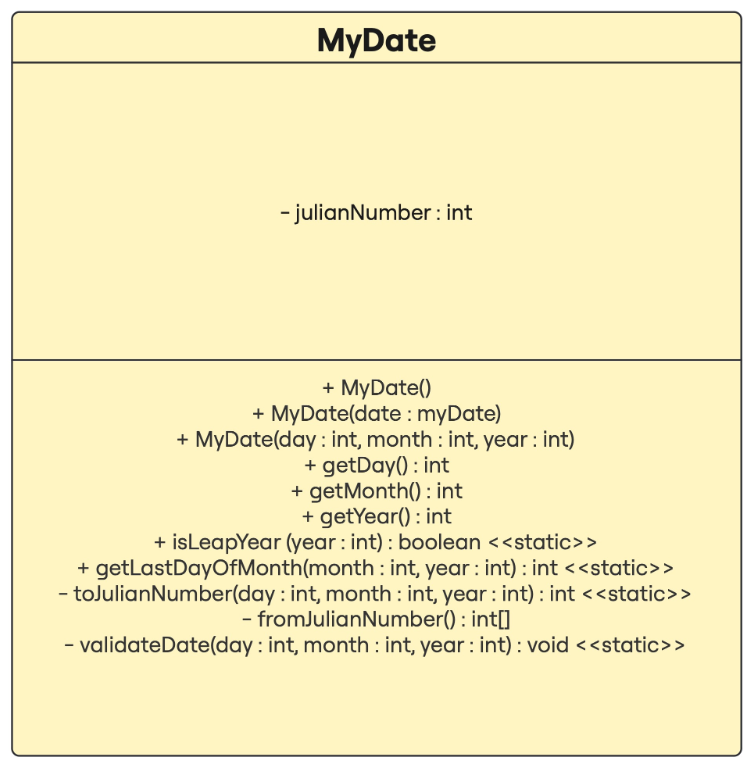 MyDate
- julianNumber : int
+ MyDate()
+ MyDate(date : myDate)
+ MyDate(day : int, month : int, year : int)
+ getDay() : int
+ getMonth() : int
+ getYear() : int
+ isLeapYear (year : int) : boolean <<static>>
+ getLastDayOfMonth(month : int, year : int) : int <<static>>
- toJulianNumber(day : int, month : int, year : int) : int <<static>>
- fromJulianNumber() : int[]
- validateDate(day : int, month : int, year : int) : void <<static>>